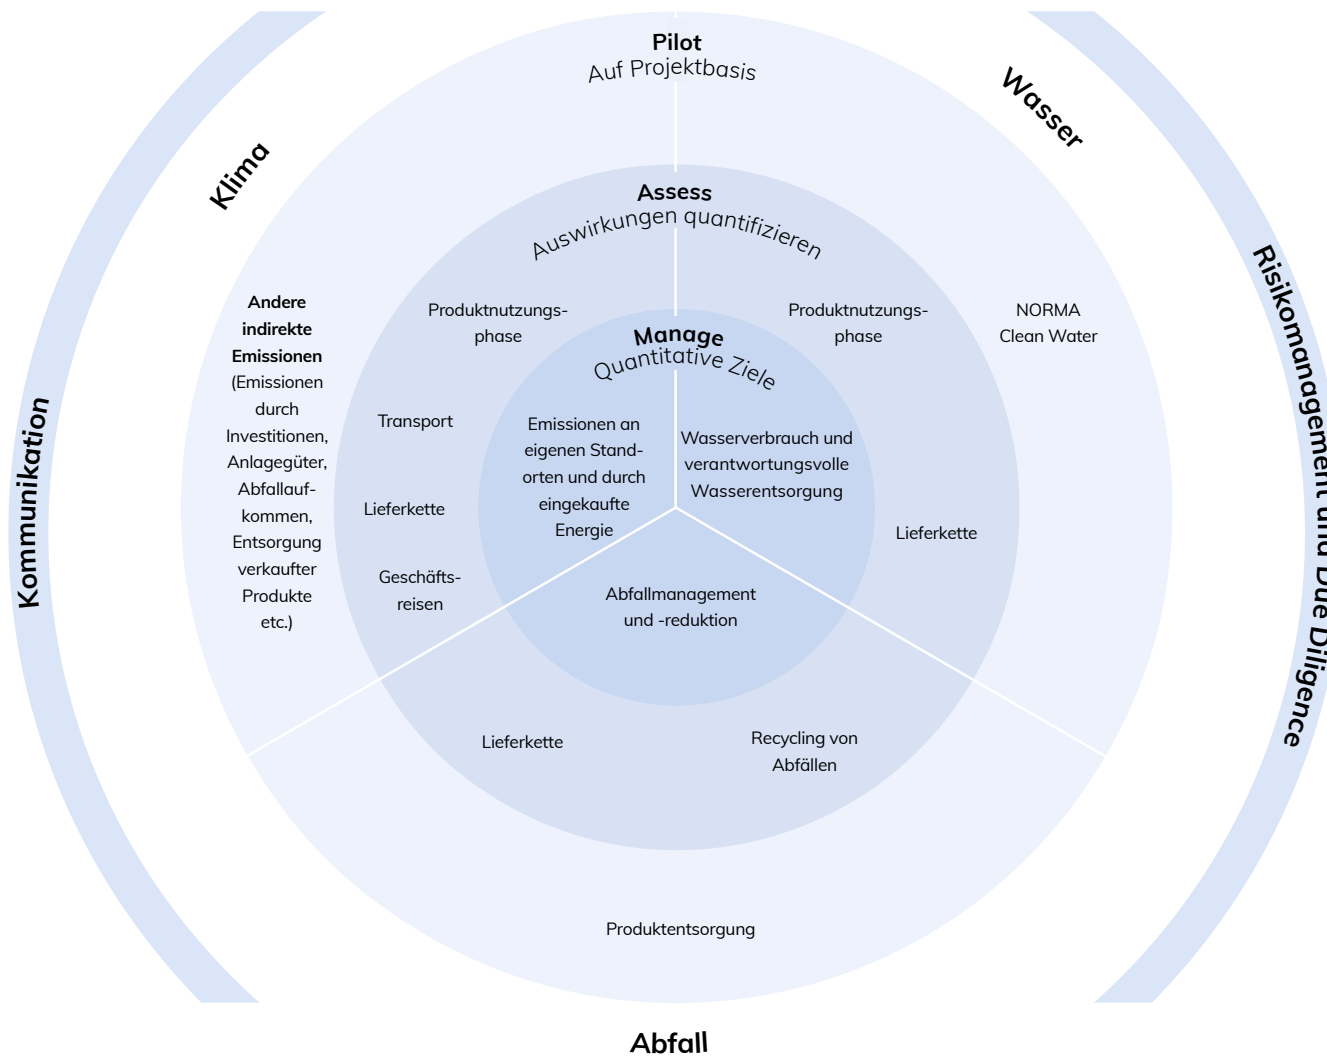 Pilot
Auf Projektbasis
Wasser
Klima
Assess
Auswirkungen quantifizieren
Risikomanagement und Due Diligence
Kommunikation
Andere
indirekte
Emissionen
(Emissionen
durch
Investitionen,
Anlagegüter,
Abfallauf-
kommen,
Entsorgung
verkaufter
Produkte
etc.)
Produktnutzungs-
phase
Transport
Lieferkette
Geschäfts-
reisen
Manage
Quantitative Ziele
Emissionen an
eigenen Stand-
orten und durch
eingekaufte
Energie
Wasserverbrauch und
verantwortungsvolle
Wasserentsorgung
Abfallmanagement
und -reduktion
Produktnutzungs-
phase
Lieferkette
NORMA
Clean Water
Lieferkette
Recycling von
Abfällen
Produktentsorgung
Abfall